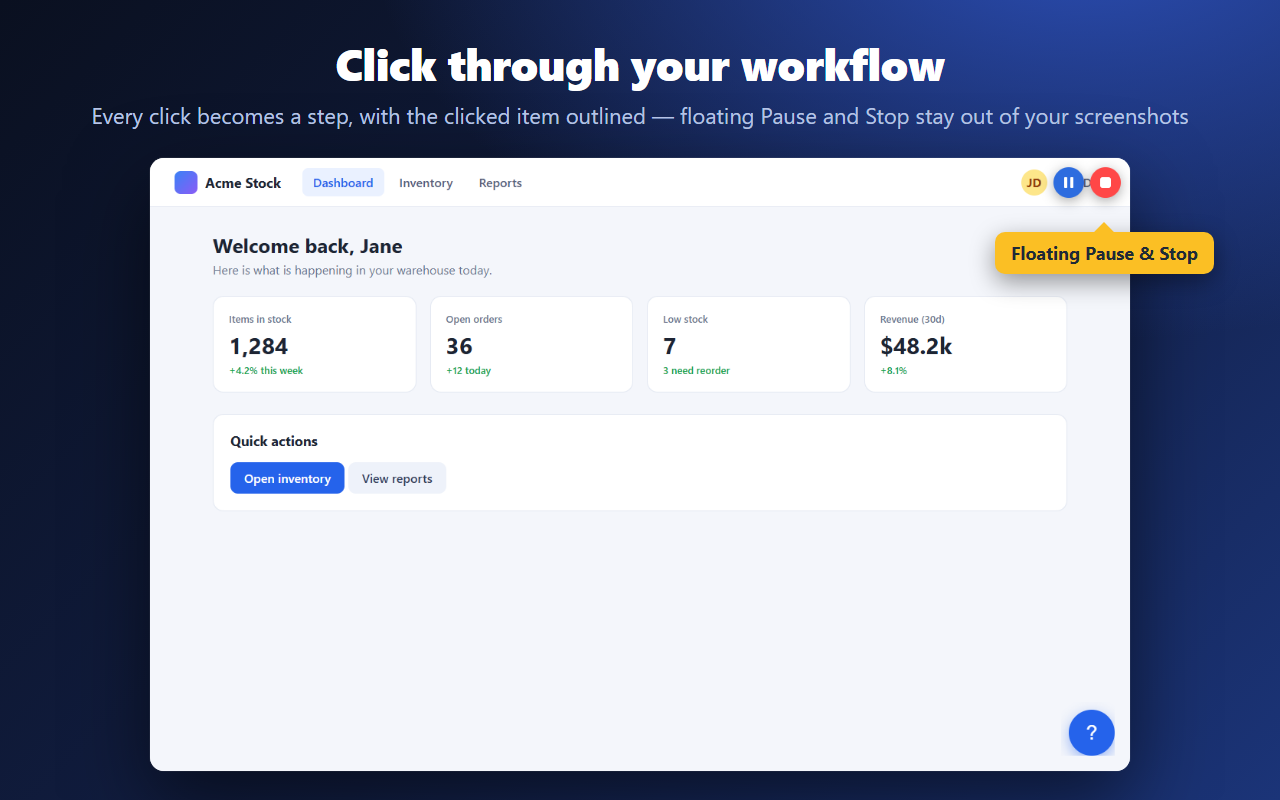 Click through your workflow
Every click becomes a step, with the clicked item outlined — floating Pause and Stop stay out of your screenshots
Acme Stock
Dashboard
Inventory
Reports
JD
Floating Pause & Stop
Welcome back, Jane
Here is what is happening in your warehouse today.
Items in stock
1,284
+4.2% this week
Open orders
36
+12 today
Low stock
7
3 need reorder
Revenue (30d)
$48.2k
+8.1%
Quick actions
Open inventory
View reports
?